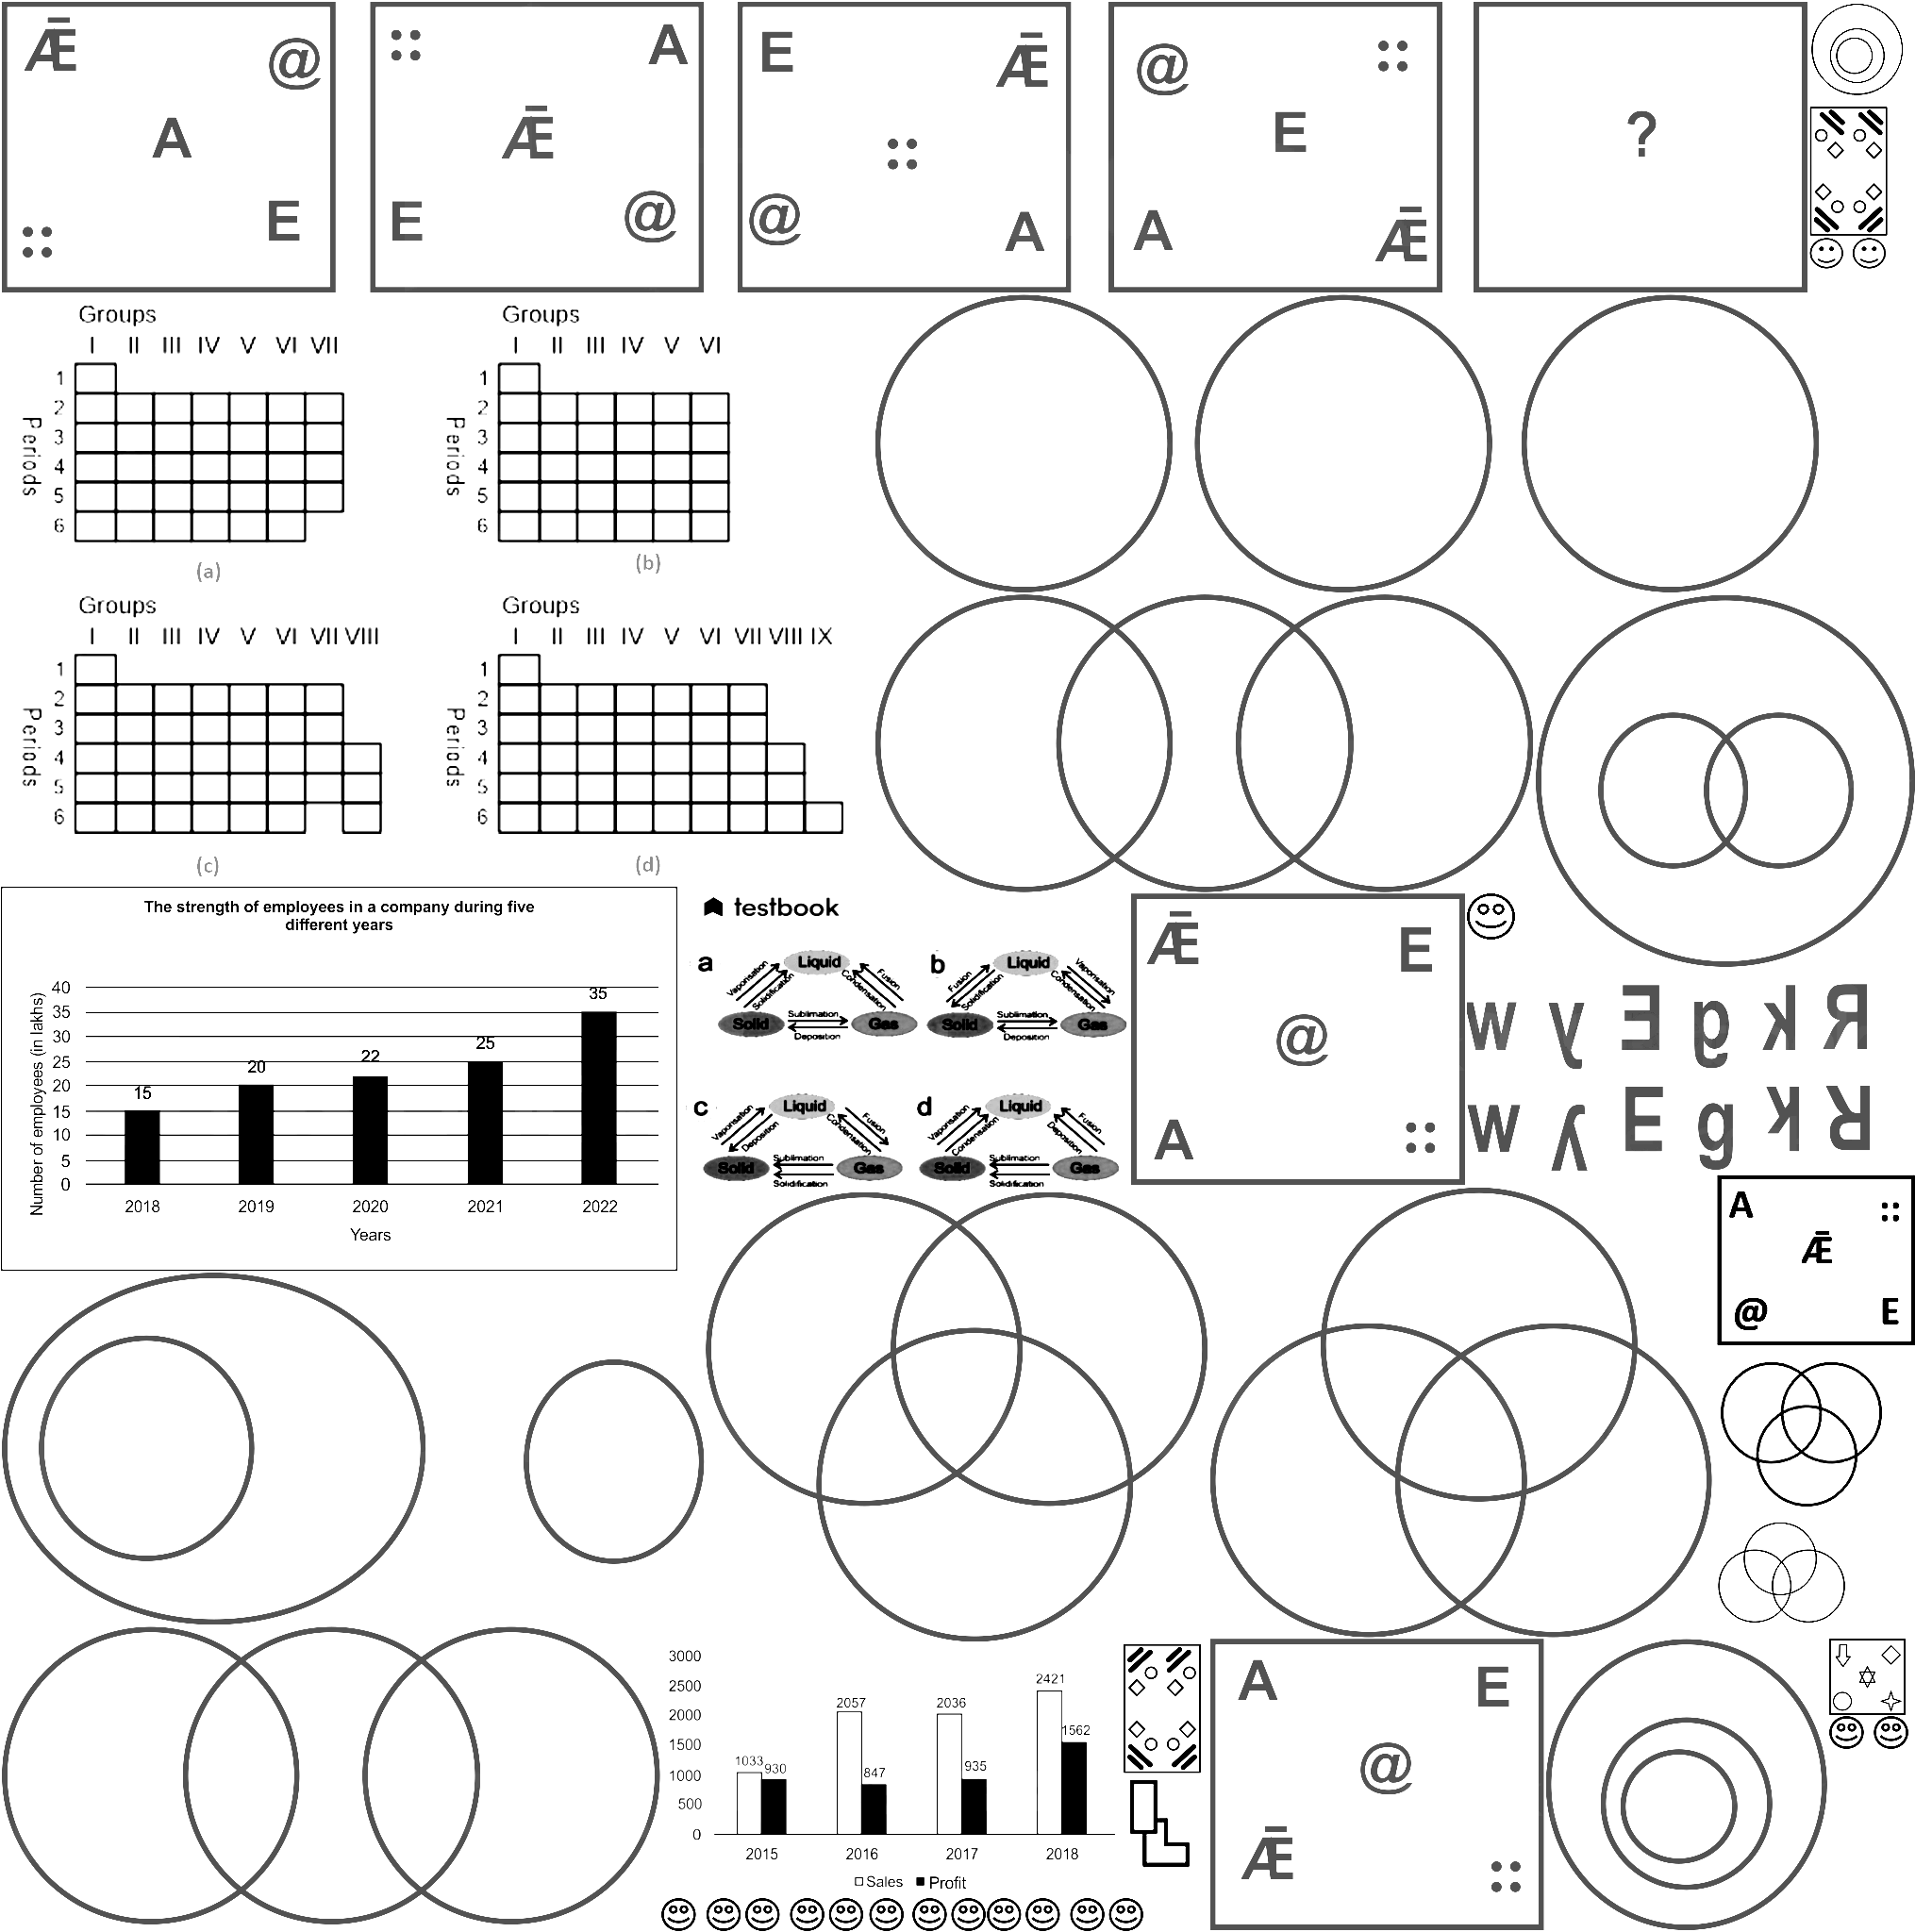 Ǣ @
A
:: E
:: A
Ǣ
E @
E Ǣ
::
@ A
@ ::
E
A Ǣ
?
Groups
I II III IV V VI VII
Periods
1
2
3
4
5
6
(a)
Groups
I II III IV V VI
Periods
1
2
3
4
5
6
(b)
Groups
I II III IV V VI VII VIII
Periods
1
2
3
4
5
6
(c)
Groups
I II III IV V VI VII VIII IX
Periods
1
2
3
4
5
6
(d)
The strength of employees in a company during five
different years
Number of employees (in lakhs)
40
35
30
25
20
15
10
5
0
15 20 22 25 35
2018 2019 2020 2021 2022
Years
testbook
a
Liquid
Vaporisation
Solidification
Fusion
Condensation
Solid
Sublimation
Deposition
Gas
b
Liquid
Fusion
Solidification
Vaporisation
Condensation
Solid
Sublimation
Deposition
Gas
c
Liquid
Vaporisation
Deposition
Fusion
Condensation
Solid
Sublimation
Solidification
Gas
d
Liquid
Vaporisation
Condensation
Fusion
Deposition
Solid
Sublimation
Solidification
Gas
Ǣ E
@
A ::
w y E g k R
w y E g k R
A ::
Ǣ
@ E
3000
2500
2000
1500
1000
500
0
1033 930 2057 847 2036 935 2421 1562
2015 2016 2017 2018
Sales Profit
A E
@
Ǣ ::